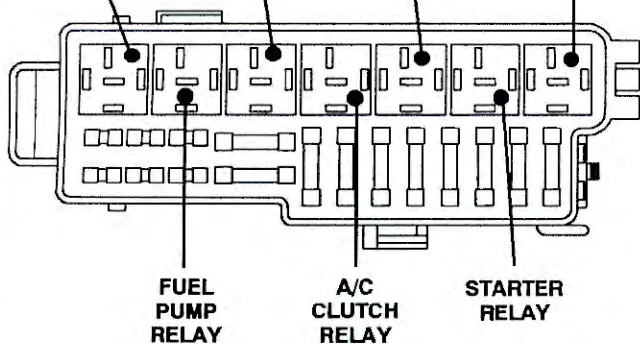 FUEL
PUMP
RELAY
A/C
CLUTCH
RELAY
STARTER
RELAY